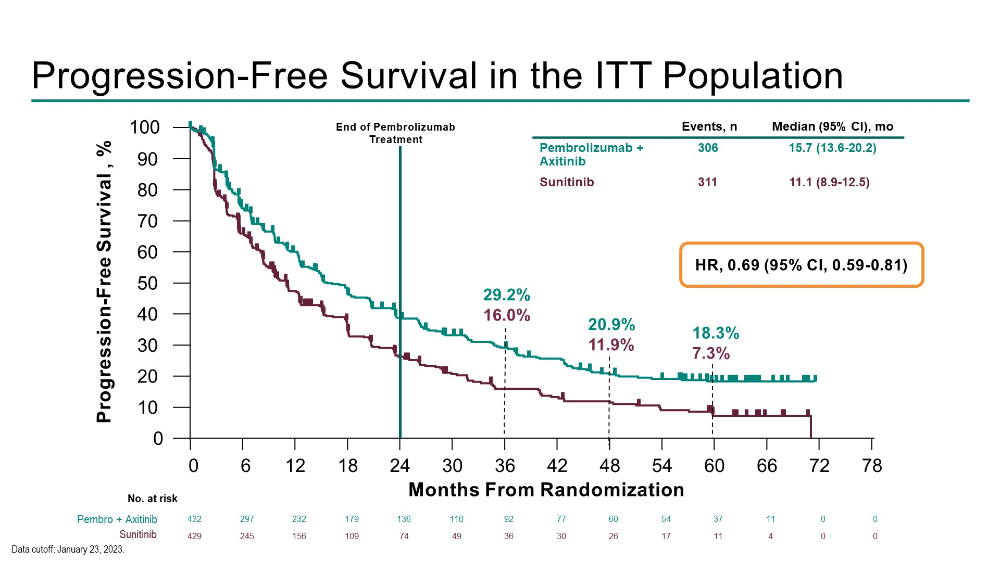 Progression-Free Survival in the ITT Population
End of Pembrolizumab
Treatment
Events, n Median (95% CI), mo
Pembrolizumab +
Axitinib 306 15.7 (13.6-20.2)
Sunitinib 311 11.1 (8.9-12.5)
HR, 0.69 (95% CI, 0.59-0.81)
Progression-Free Survival , %
100
90
80
70
60
50
40
30
20
10
0
29.2%
16.0%
20.9%
11.9%
18.3%
7.3%
0 6 12 18 24 30 36 42 48 54 60 66 72 78
Months From Randomization
No. at risk
Pembro + Axitinib 432 297 232 179 136 110 92 77 60 54 37 11 0 0
Sunitinib 429 245 156 109 74 49 36 30 26 17 11 4 0 0
Data cutoff: January 23, 2023.